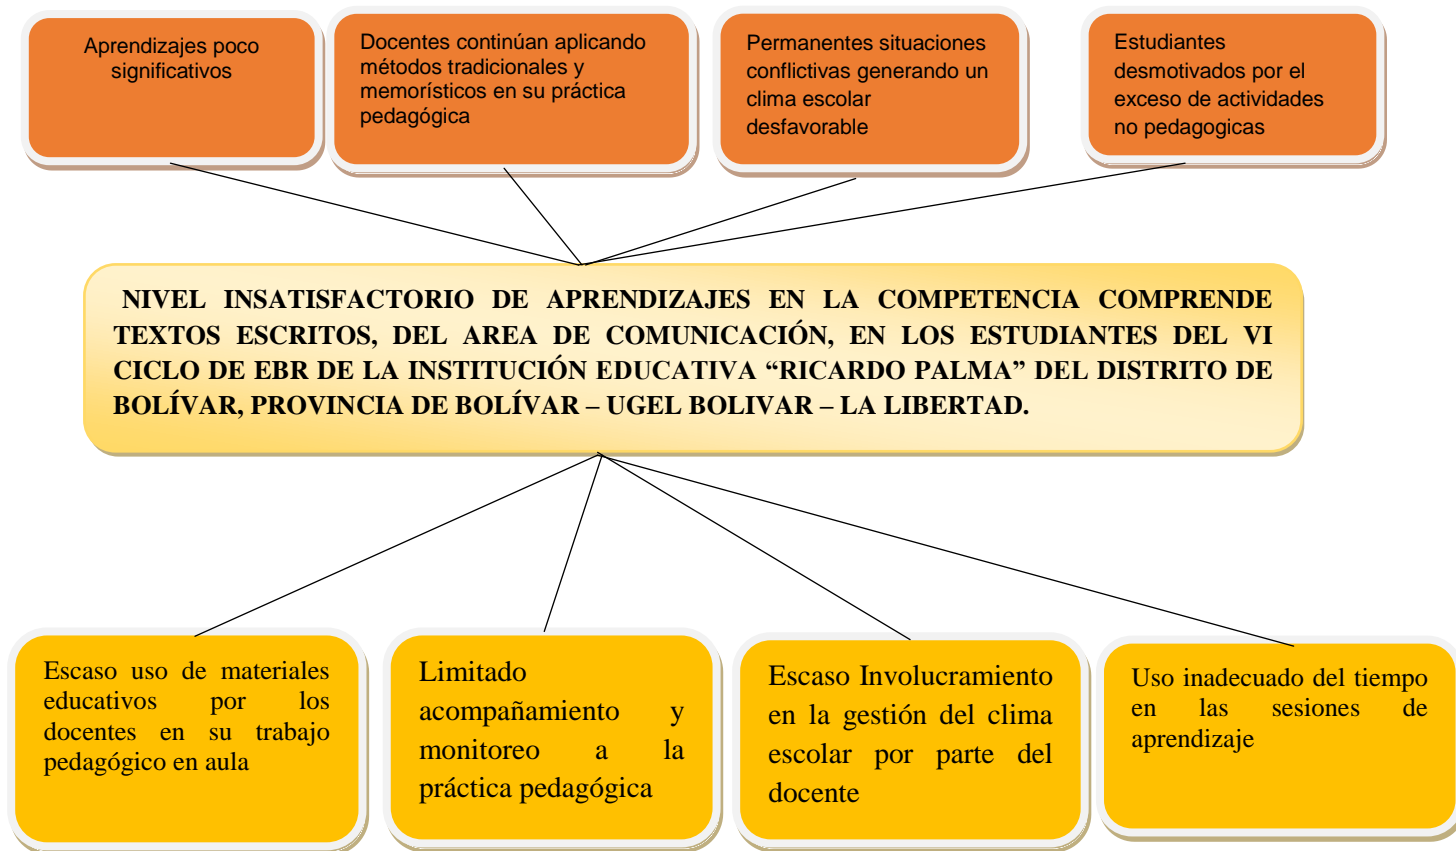 Aprendizajes poco
significativos
Docentes continúan aplicando
métodos tradicionales y
memorísticos en su práctica
pedagógica
Permanentes situaciones
conflictivas generando un
clima escolar
desfavorable
Estudiantes
desmotivados por el
exceso de actividades
no pedagogicas
NIVEL INSATISFACTORIO DE APRENDIZAJES EN LA COMPETENCIA COMPRENDE
TEXTOS ESCRITOS, DEL AREA DE COMUNICACIÓN, EN LOS ESTUDIANTES DEL VI
CICLO DE EBR DE LA INSTITUCIÓN EDUCATIVA “RICARDO PALMA” DEL DISTRITO DE
BOLÍVAR, PROVINCIA DE BOLÍVAR – UGEL BOLIVAR – LA LIBERTAD.
Escaso uso de materiales
educativos por los
docentes en su trabajo
pedagógico en aula
Limitado
acompañamiento y
monitoreo a la
práctica pedagógica
Escaso Involucramiento
en la gestión del clima
escolar por parte del
docente
Uso inadecuado del tiempo
en las sesiones de
aprendizaje